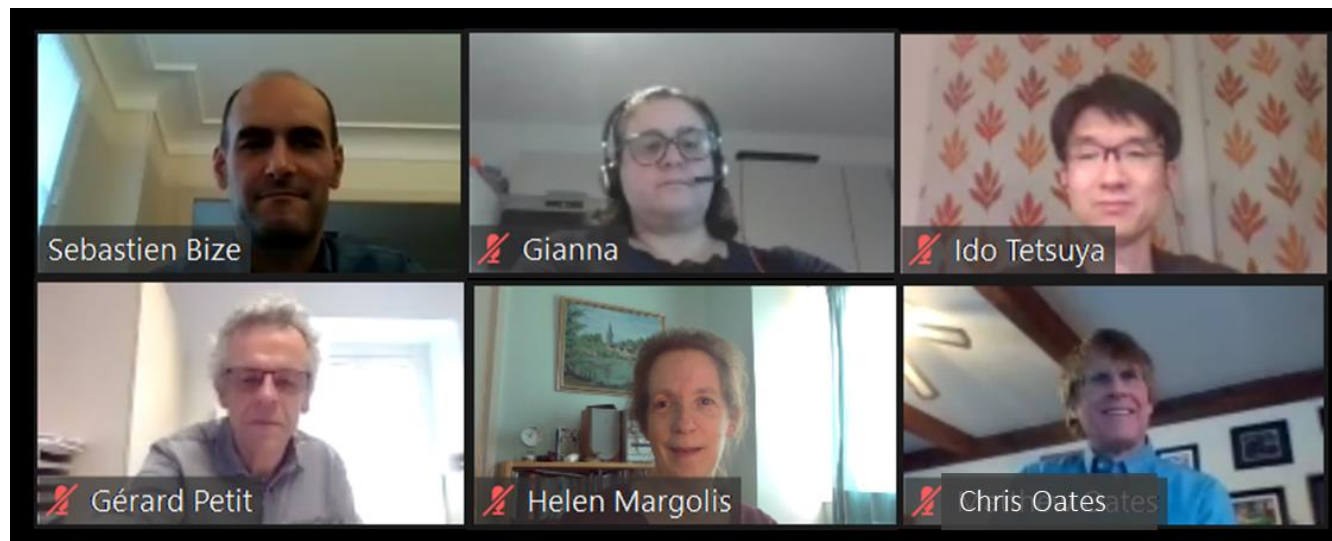 Sebastien Bize
Gianna
Ido Tetsuya
Gérard Petit
Helen Margolis
Chris Oates